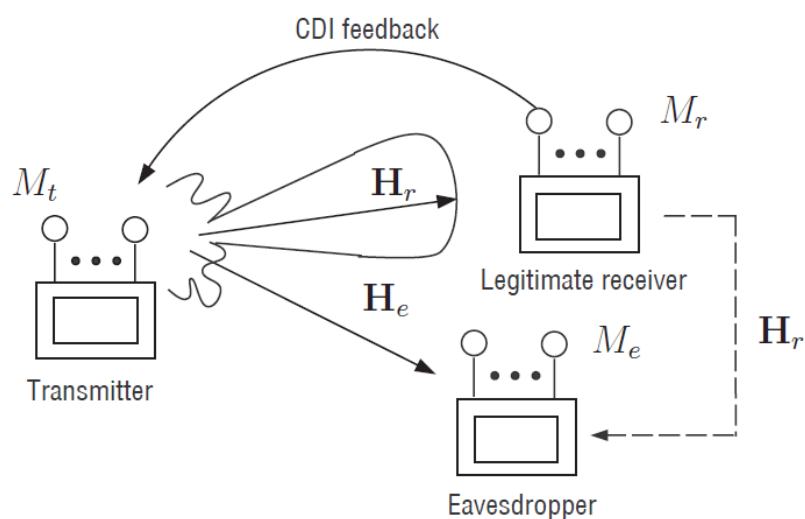 CDI feedback
M_r
M_t
H_r
Legitimate receiver
H_e
H_r
M_e
Transmitter
Eavesdropper